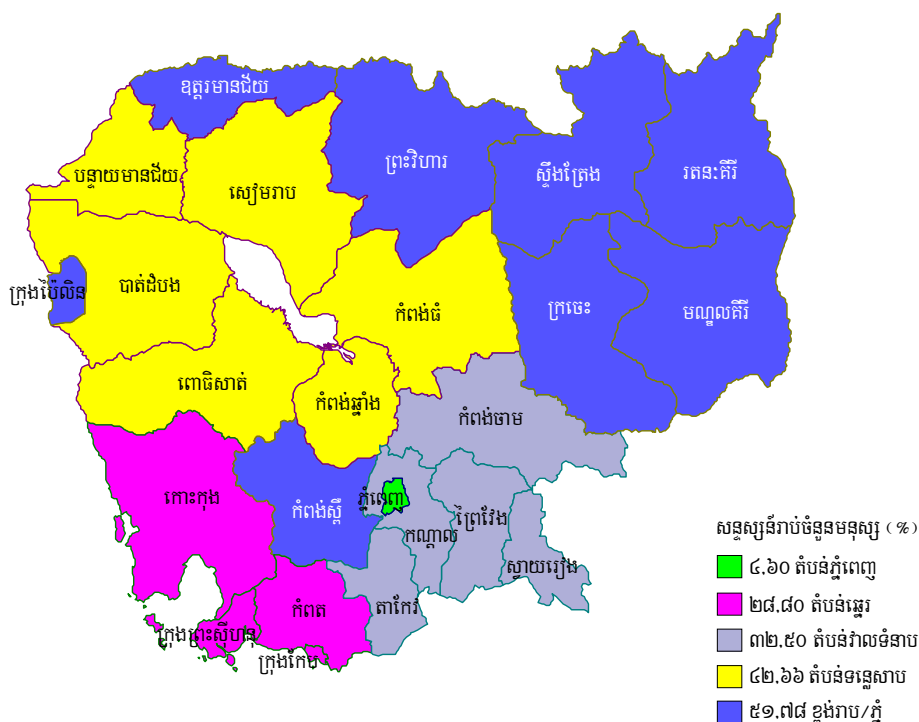 ឧត្តរមានជ័យ
ព្រះវិហារ
ស្ទឹងត្រែង
រតនៈគីរី
បន្ទាយមានជ័យ
សៀមរាប
ក្រុងប៉ៃលិន
បាត់ដំបង
កំពង់ធំ
ក្រចេះ
មណ្ឌលគីរី
ពោធិសាត់
កំពង់ឆ្នាំង
កំពង់ចាម
កោះកុង
កំពង់ស្ពឺ
ភ្នំពេញ
កណ្តាល
ព្រៃវែង
ស្វាយរៀង
តាកែវ
កំពត
ក្រុងព្រះស៊ីហនុ
ក្រុងកែប
សន្ទស្សន៍រាប់ចំនួនមនុស្ស (%)
៤.៦០ តំបន់ភ្នំពេញ
២៨.៨០ តំបន់ឆ្នេរ
៣២.៥០ តំបន់វាលទំនាប
៤២.៦៦ តំបន់ទន្លេសាប
៥១.៧៨ ខ្ពង់រាប/ភ្នំ